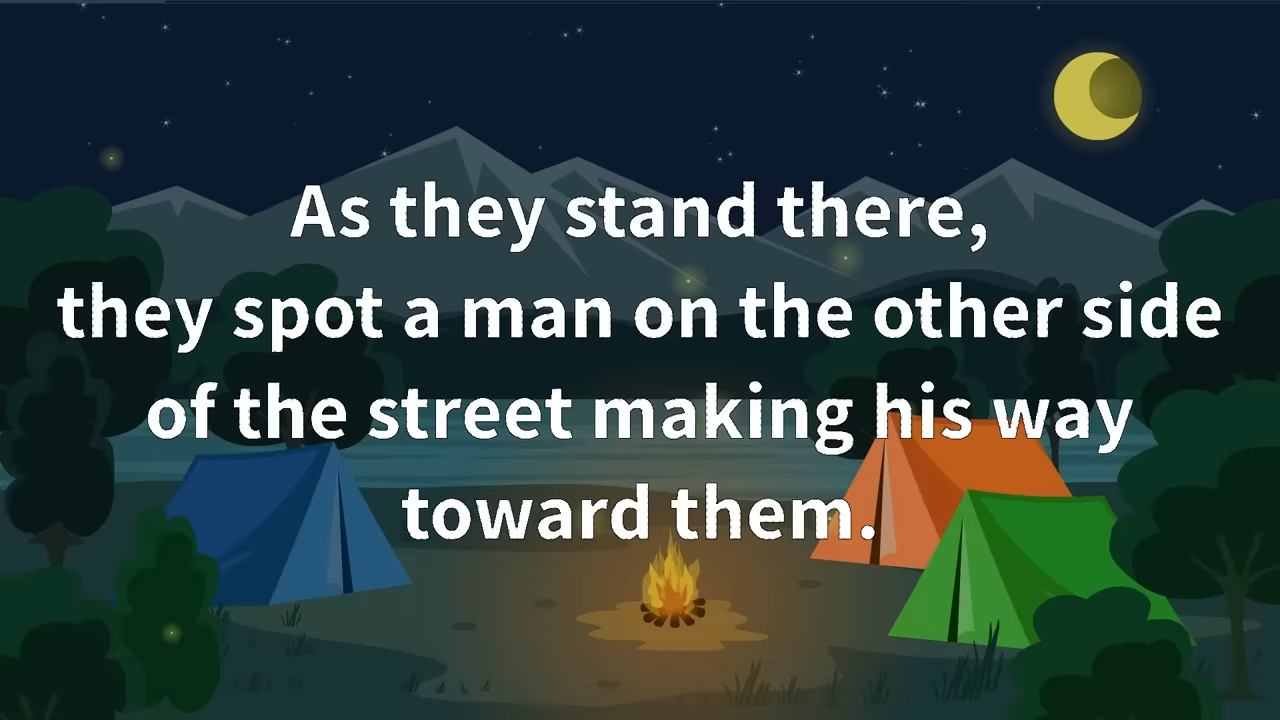 As they stand there,
they spot a man on the other side
of the street making his way
toward them.